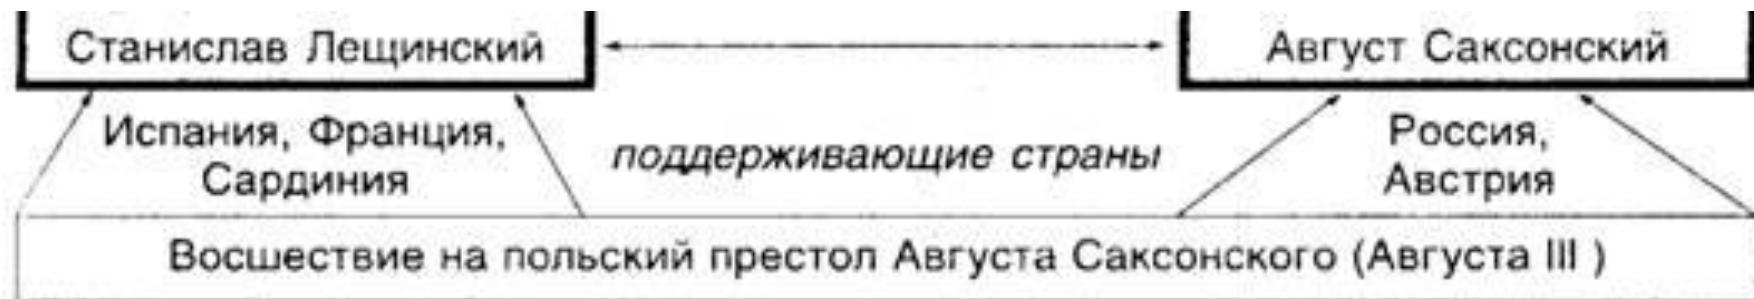 Станислав Лещинский
Август Саксонский
Испания, Франция,
Сардиния
поддерживающие страны
Россия,
Австрия
Восшествие на польский престол Августа Саксонского (Августа III )